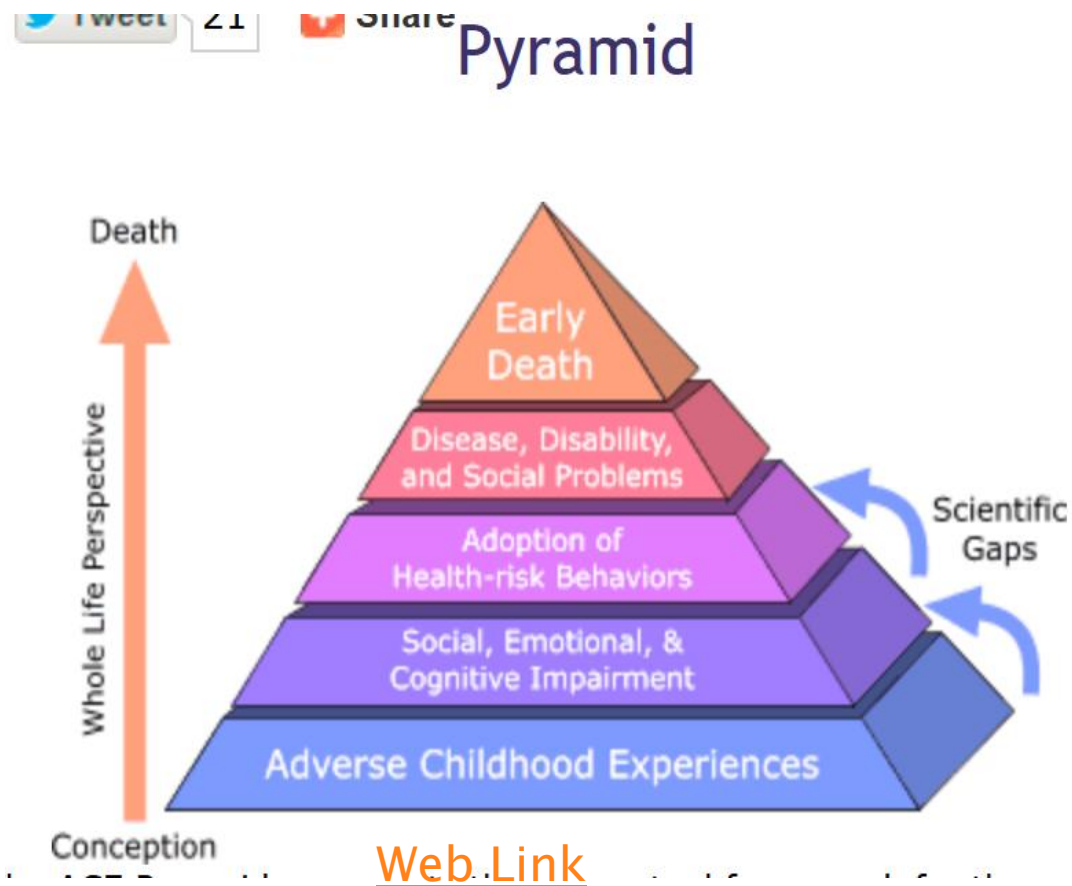 Tweet 21 Share
Pyramid
Death
Early
Death
Disease, Disability,
and Social Problems
Adoption of
Health-risk Behaviors
Scientific
Gaps
Social, Emotional, &
Cognitive Impairment
Adverse Childhood Experiences
Whole Life Perspective
Conception
Web Link